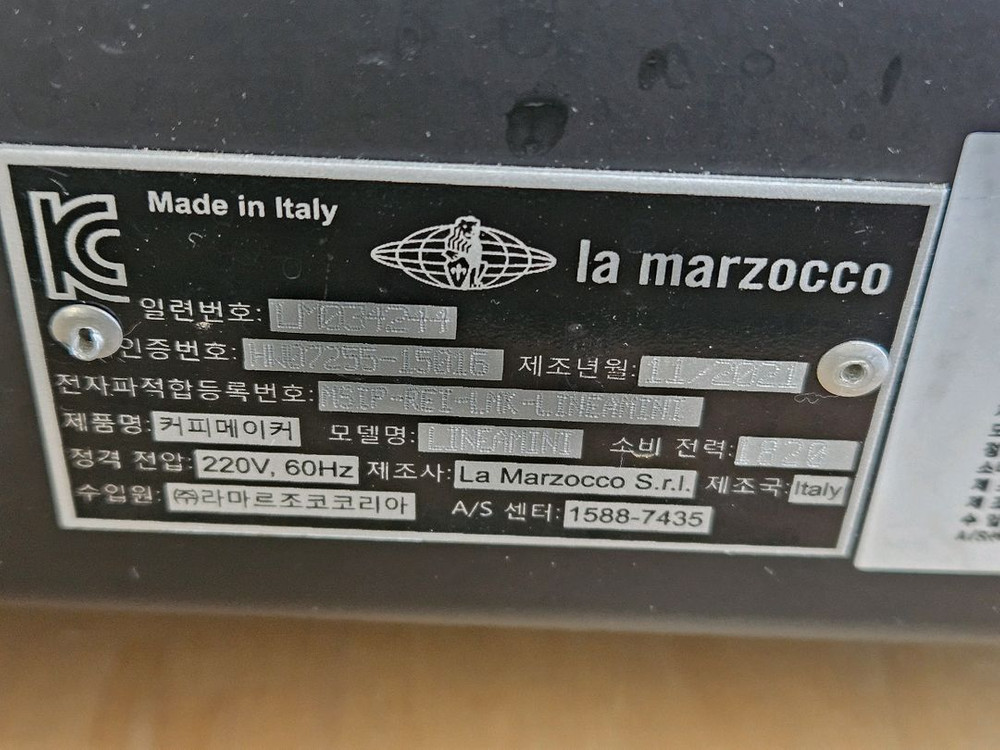 Made in Italy
la marzocco
일련번호: LM034244
인증번호: HU07255-15016 제조년월: 11/2021
전자파적합등록번호: MSIP-REI-LMK-LINEAMINI
제품명: 커피메이커 모델명: LINEAMINI 소비 전력: 1820
정격 전압: 220V, 60Hz 제조사: La Marzocco S.r.l. 제조국: Italy
수입원: ㈜라마르조코코리아 A/S 센터: 1588-7435